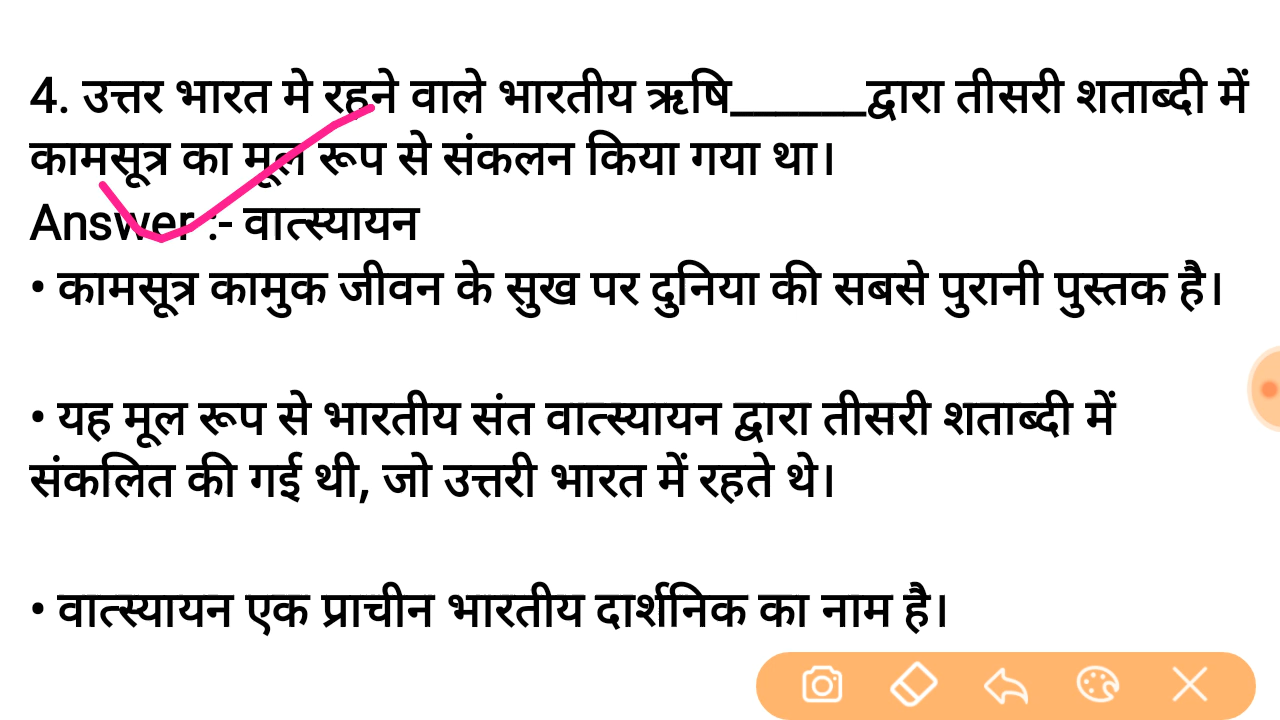 4. उत्तर भारत मे रहने वाले भारतीय ऋषि______द्वारा तीसरी शताब्दी में
कामसूत्र का मूल रूप से संकलन किया गया था।
Answer :- वात्स्यायन
• कामसूत्र कामुक जीवन के सुख पर दुनिया की सबसे पुरानी पुस्तक है।
• यह मूल रूप से भारतीय संत वात्स्यायन द्वारा तीसरी शताब्दी में
संकलित की गई थी, जो उत्तरी भारत में रहते थे।
• वात्स्यायन एक प्राचीन भारतीय दार्शनिक का नाम है।